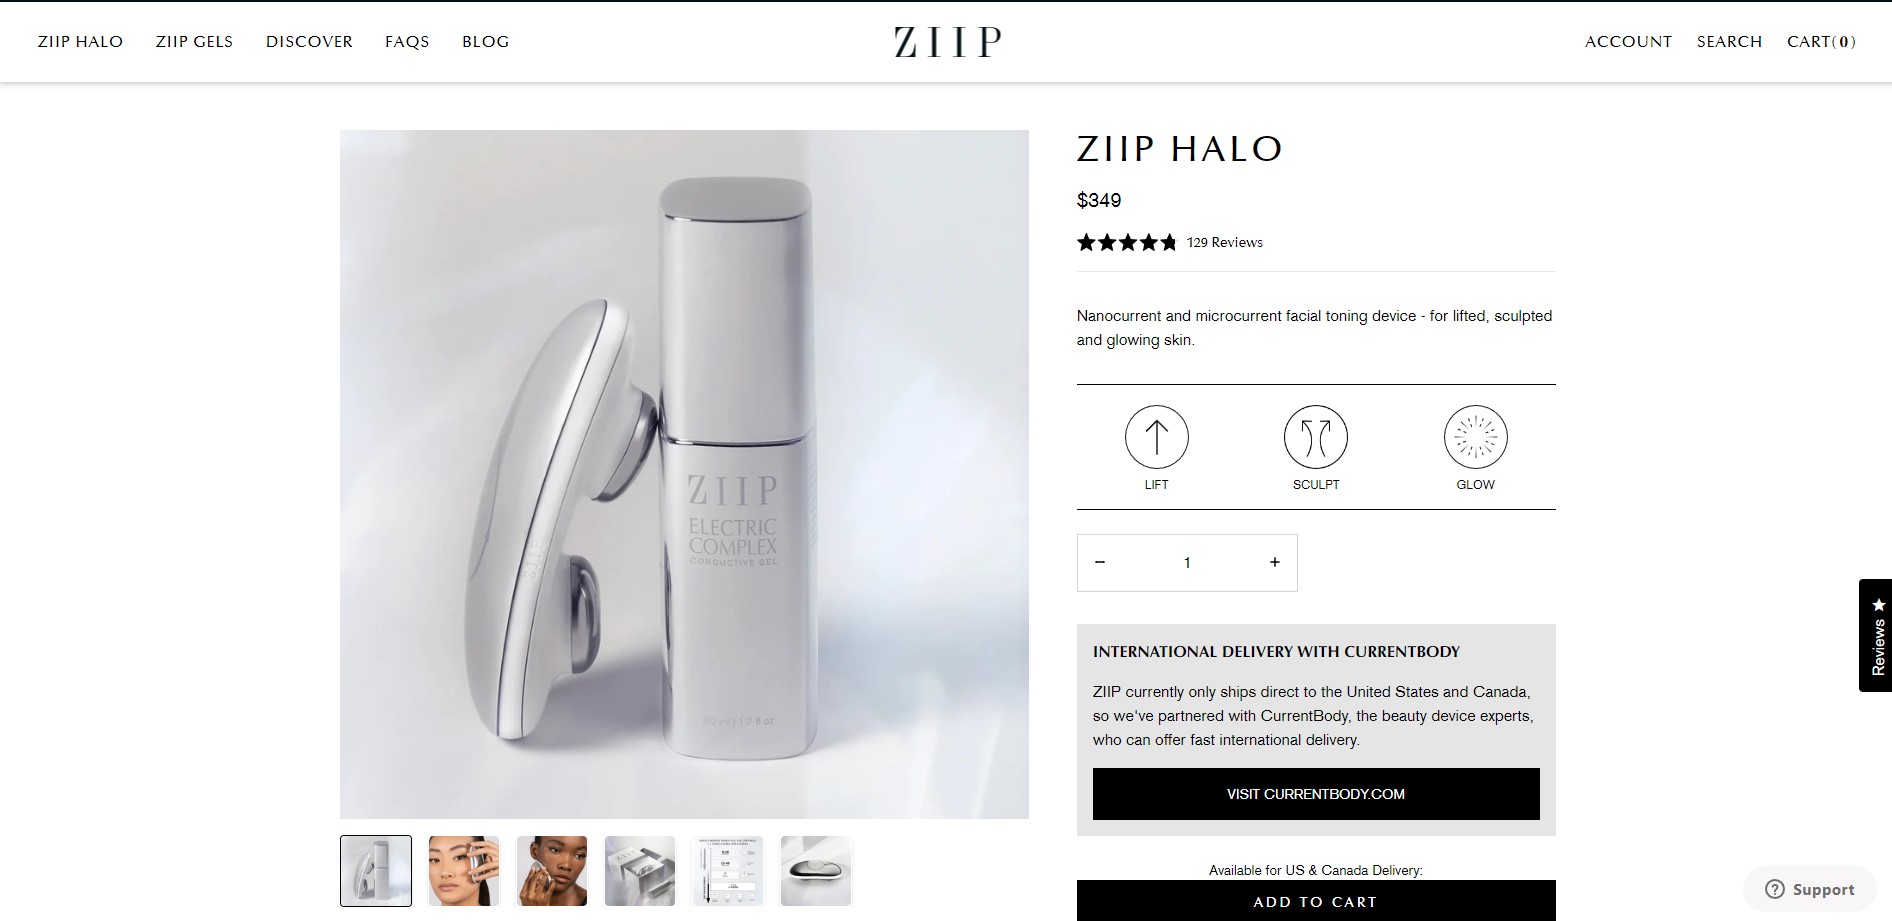 ZIIP HALO
ZIIP GELS
DISCOVER
FAQS
BLOG
ZIIP
ACCOUNT
SEARCH
CART(0)
ZIIP
ZIIP
ELECTRIC
COMPLEX
CONDUCTIVE GEL
50 ml | 1.7 fl oz
ZIIP HALO
$349
129 Reviews
Nanocurrent and microcurrent facial toning device - for lifted, sculpted
and glowing skin.
LIFT
SCULPT
GLOW
− 1 +
INTERNATIONAL DELIVERY WITH CURRENTBODY
ZIIP currently only ships direct to the United States and Canada,
so we've partnered with CurrentBody, the beauty device experts,
who can offer fast international delivery.
VISIT CURRENTBODY.COM
Available for US & Canada Delivery:
ADD TO CART
Reviews
Support